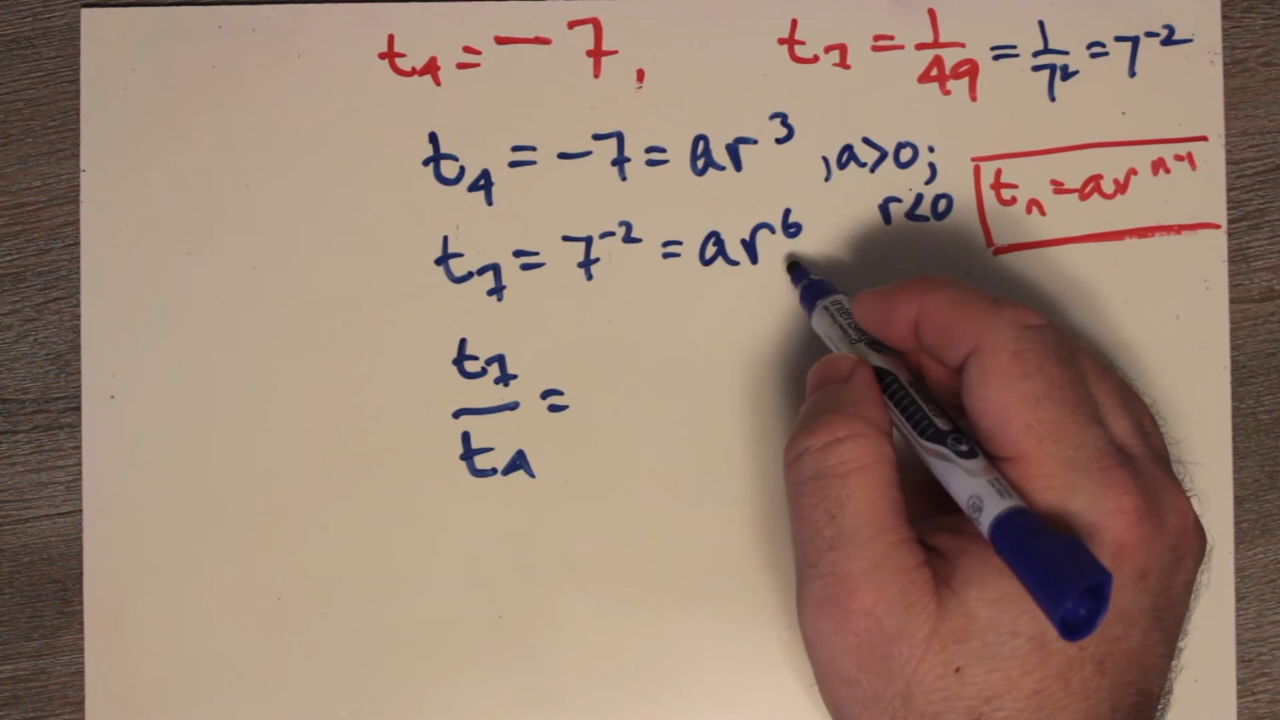 t₄ = -7, t₇ = 1/49 = 1/7² = 7⁻²
t₄ = -7 = ar³, a>0;
r<0
tₙ = arⁿ⁻¹
t₇ = 7⁻² = ar⁶
t₇/t₄ =